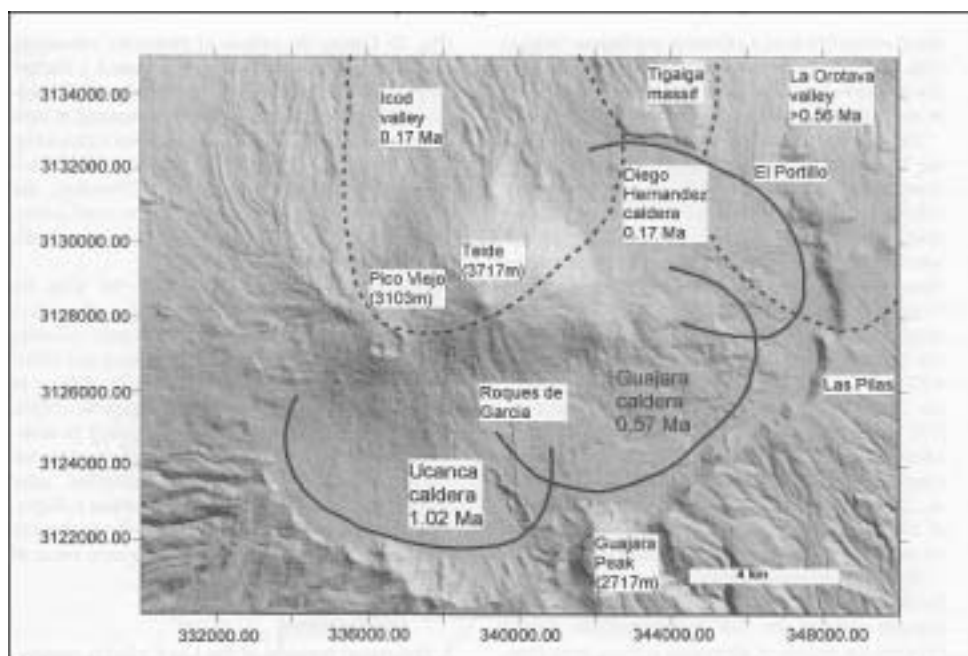 3134000.00
3132000.00
3130000.00
3128000.00
3126000.00
3124000.00
3122000.00
Icod
valley
0.17 Ma
Tigaiga
massif
La Orotava
valley
>0.56 Ma
El Portillo
Diego
Hernandez
caldera
0.17 Ma
Teide
(3717m)
Pico Viejo
(3103m)
Las Pilas
Guajara
caldera
0,57 Ma
Roques de
Garcia
Ucanca
caldera
1.02 Ma
Guajara
Peak
(2717m)
4 km
332000.00
336000.00
340000.00
344000.00
348000.00